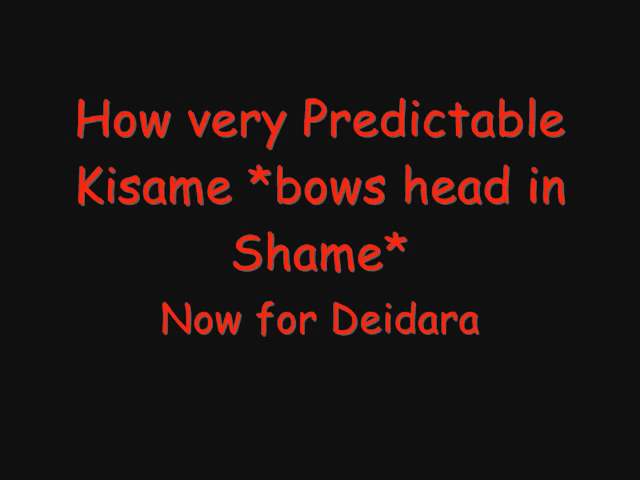 How very Predictable
Kisame *bows head in
Shame*
Now for Deidara